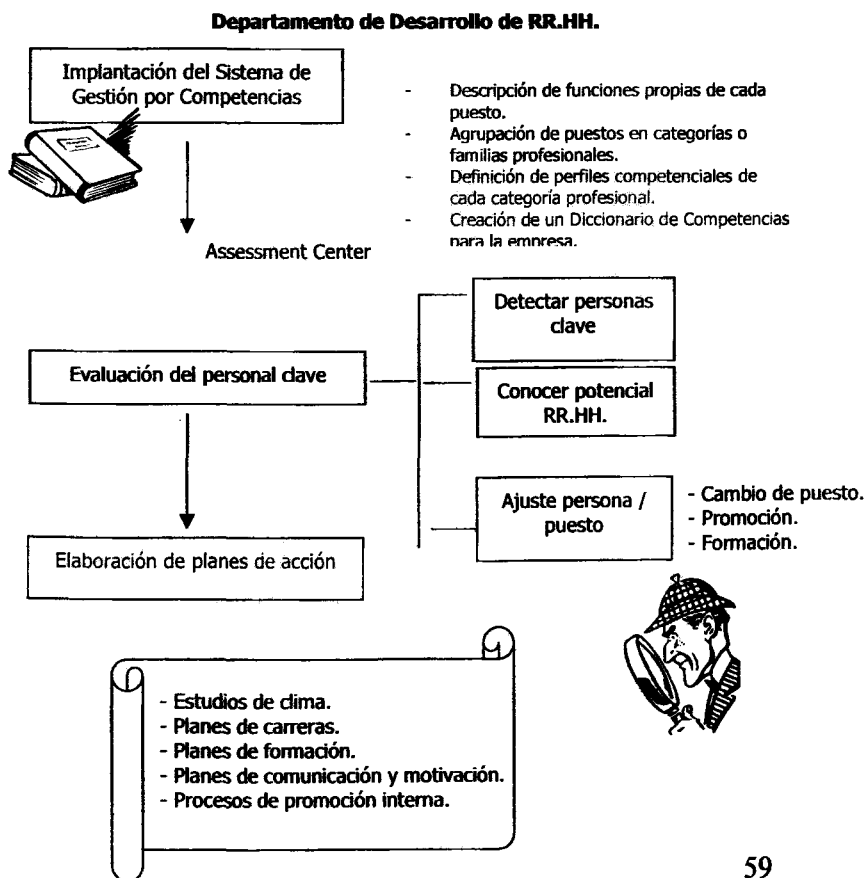 Departamento de Desarrollo de RR.HH.
Implantación del Sistema de
Gestión por Competencias
- Descripción de funciones propias de cada
puesto.
- Agrupación de puestos en categorías o
familias profesionales.
- Definición de perfiles competenciales de
cada categoría profesional.
- Creación de un Diccionario de Competencias
para la empresa.
Assessment Center
Detectar personas
clave
Evaluación del personal clave
Conocer potencial
RR.HH.
Ajuste persona /
puesto
- Cambio de puesto.
- Promoción.
- Formación.
Elaboración de planes de acción
- Estudios de clima.
- Planes de carreras.
- Planes de formación.
- Planes de comunicación y motivación.
- Procesos de promoción interna.
59